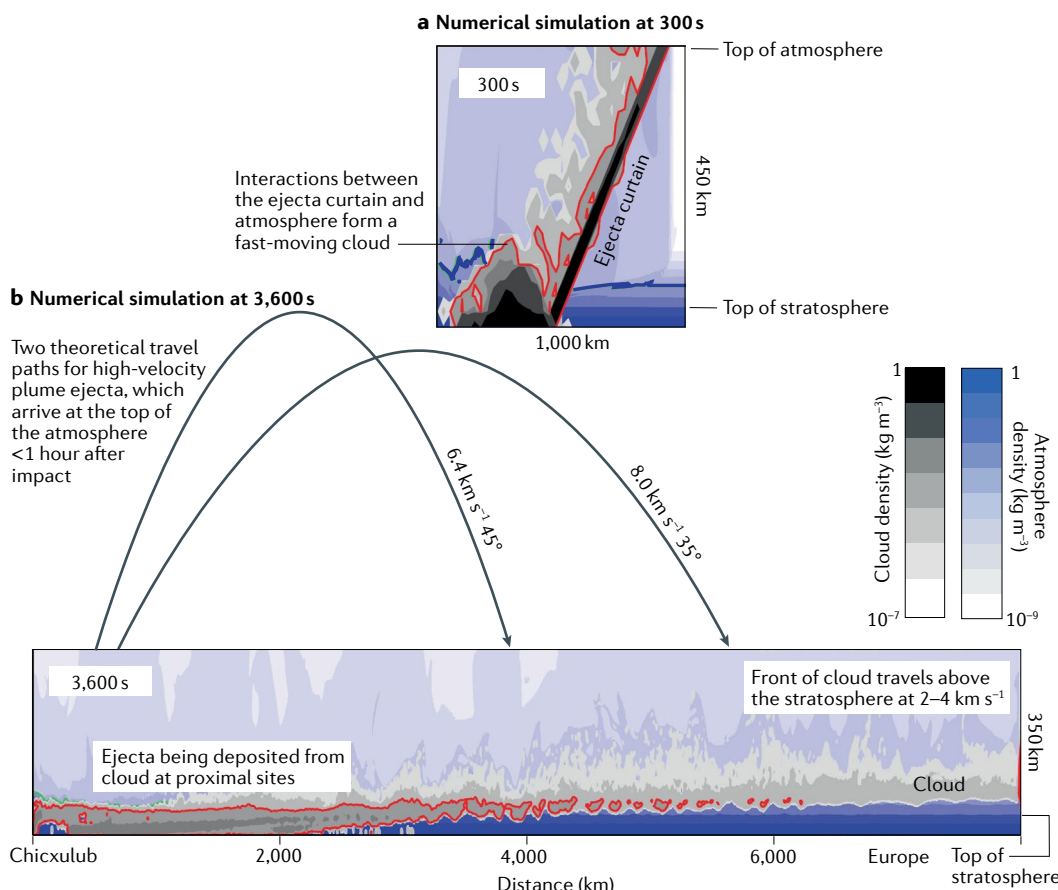 a Numerical simulation at 300 s
Top of atmosphere
300 s
450 km
Interactions between
the ejecta curtain and
atmosphere form a
fast-moving cloud
Ejecta curtain
Top of stratosphere
1,000 km
b Numerical simulation at 3,600 s
Two theoretical travel
paths for high-velocity
plume ejecta, which
arrive at the top of
the atmosphere
<1 hour after
impact
6.4 km s⁻¹ 45°
8.0 km s⁻¹ 35°
1
Cloud density (kg m⁻³)
10⁻⁷
1
Atmosphere
density (kg m⁻³)
10⁻⁹
3,600 s
Front of cloud travels above
the stratosphere at 2–4 km s⁻¹
350 km
Ejecta being deposited from
cloud at proximal sites
Cloud
Chicxulub
2,000
4,000
6,000
Europe
Top of
stratosphere
Distance (km)